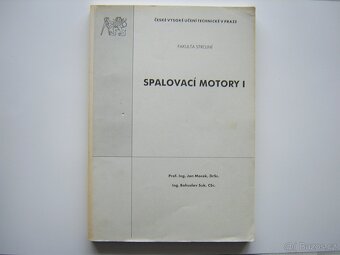 ČESKÉ VYSOKÉ UČENÍ TECHNICKÉ V PRAZE
FAKULTA STROJNÍ
SPALOVACÍ MOTORY I
Prof. Ing. Jan Macek, DrSc.
Ing. Bohuslav Suk, CSc.